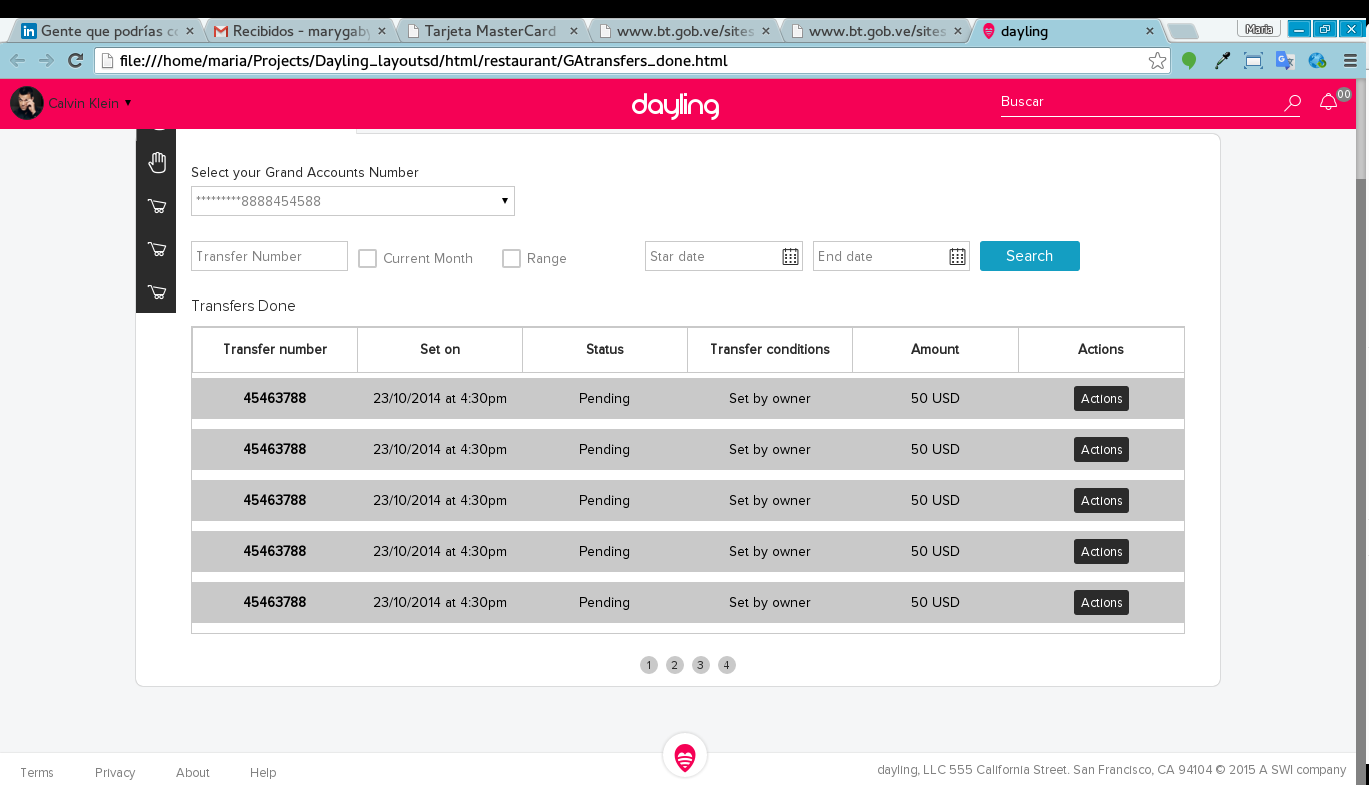 Gente que podrías co
Recibidos - marygaby
Tarjeta MasterCard
www.bt.gob.ve/sites
www.bt.gob.ve/sites
dayling
Maria
file:///home/maria/Projects/Dayling_layoutsd/html/restaurant/GAtransfers_done.html
Calvin Klein
dayling
Buscar
00
Select your Grand Accounts Number
*********8888454588
Transfer Number
Current Month
Range
Star date
End date
Search
Transfers Done
Transfer number Set on Status Transfer conditions Amount Actions
45463788 23/10/2014 at 4:30pm Pending Set by owner 50 USD Actions
45463788 23/10/2014 at 4:30pm Pending Set by owner 50 USD Actions
45463788 23/10/2014 at 4:30pm Pending Set by owner 50 USD Actions
45463788 23/10/2014 at 4:30pm Pending Set by owner 50 USD Actions
45463788 23/10/2014 at 4:30pm Pending Set by owner 50 USD Actions
1 2 3 4
Terms Privacy About Help
dayling, LLC 555 California Street. San Francisco, CA 94104 © 2015 A SWI company